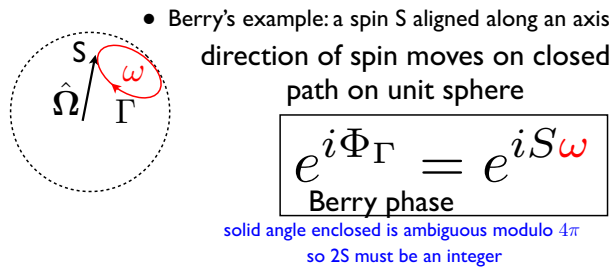 • Berry's example: a spin S aligned along an axis
direction of spin moves on closed
path on unit sphere
S
ω
Ω̂
Γ
e^{iΦ_Γ} = e^{iSω}
Berry phase
solid angle enclosed is ambiguous modulo 4π
so 2S must be an integer